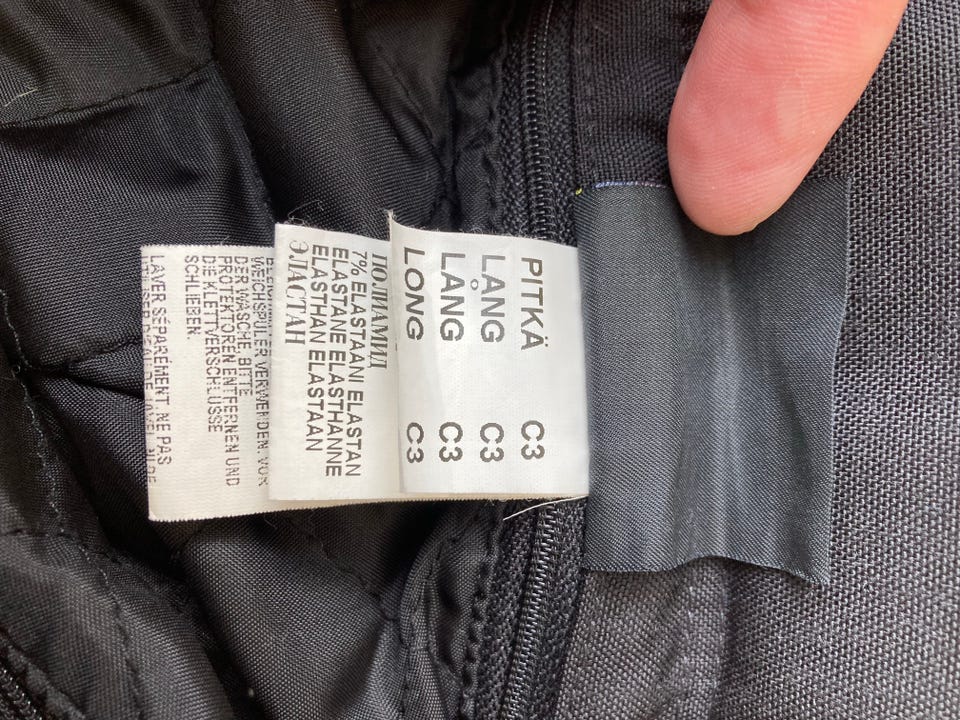 PITKÄ C3
LANG C3
LÅNG C3
LONG C3
ПОЛИАМИД
7% ELASTAANI ELASTAN
ELASTANE ELASTHANNE
ELASTHAN ELASTAAN
ЭЛАСТАН
WEICHSPÜLER VERWENDEN. VOR
DER WÄSCHE, BITTE
PROTEKTOREN ENTFERNEN UND
DIE KLETTVERSCHLÜSSE
SCHLIEßEN.
LAVER SÉPARÉMENT. NE PAS